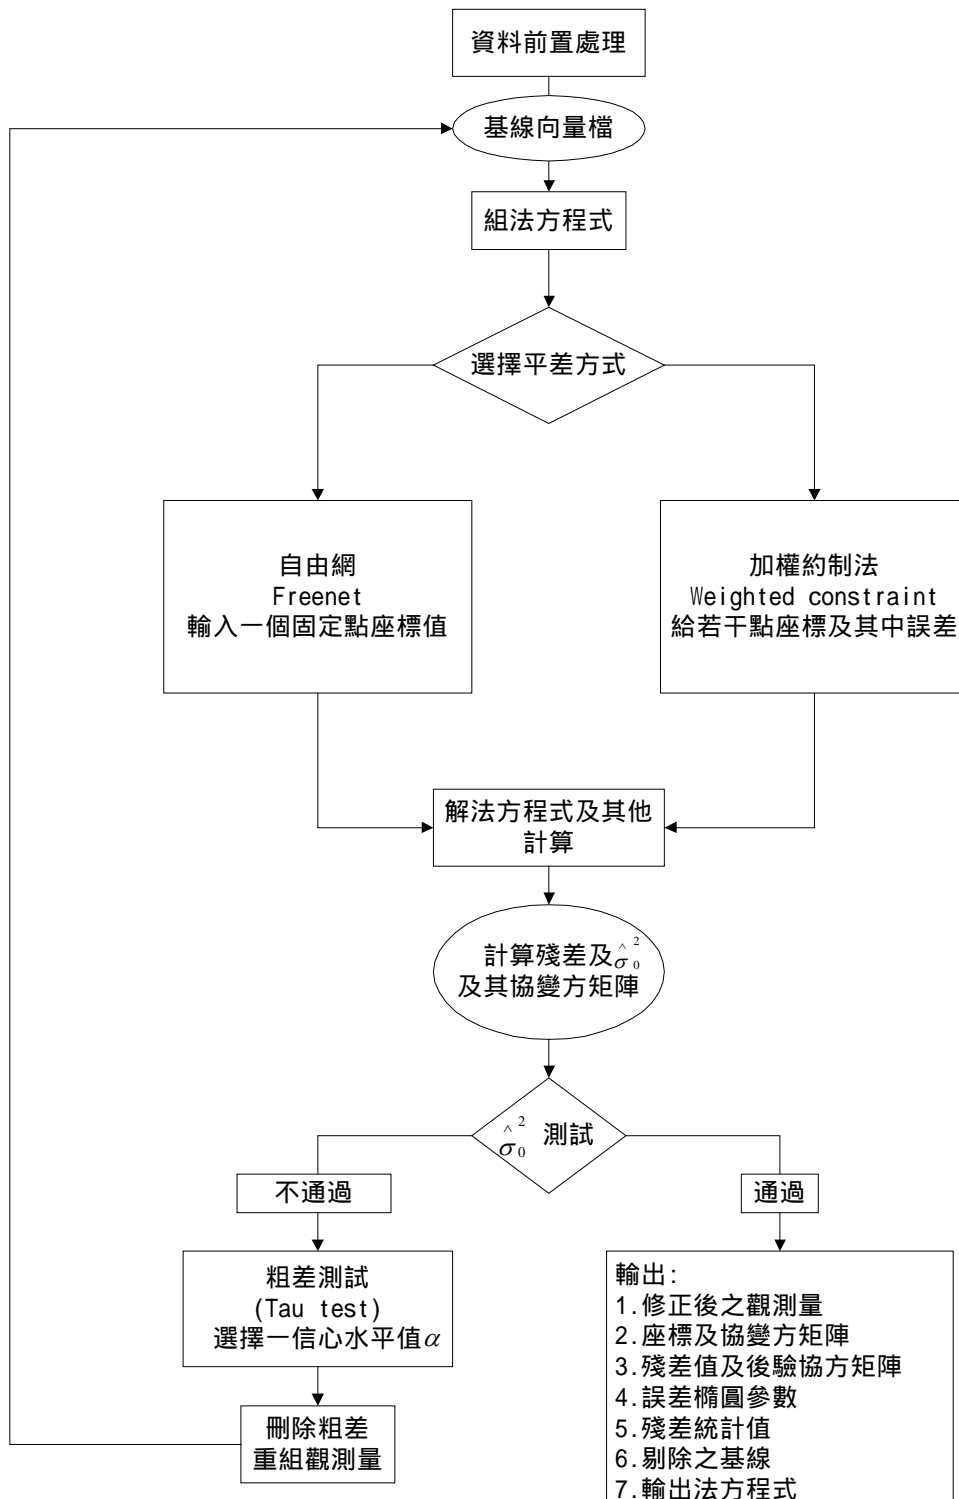 資料前置處理
基線向量檔
組法方程式
選擇平差方式
自由網
Freenet
輸入一個固定點座標值
加權約制法
Weighted constraint
給若干點座標及其中誤差
解法方程式及其他
計算
計算殘差及σ̂₀²
及其協變方矩陣
σ̂₀² 測試
不通過
通過
粗差測試
(Tau test)
選擇一信心水平值α
刪除粗差
重組觀測量
輸出:
1.修正後之觀測量
2.座標及協變方矩陣
3.殘差值及後驗協方矩陣
4.誤差橢圓參數
5.殘差統計值
6.剔除之基線
7.輸出法方程式